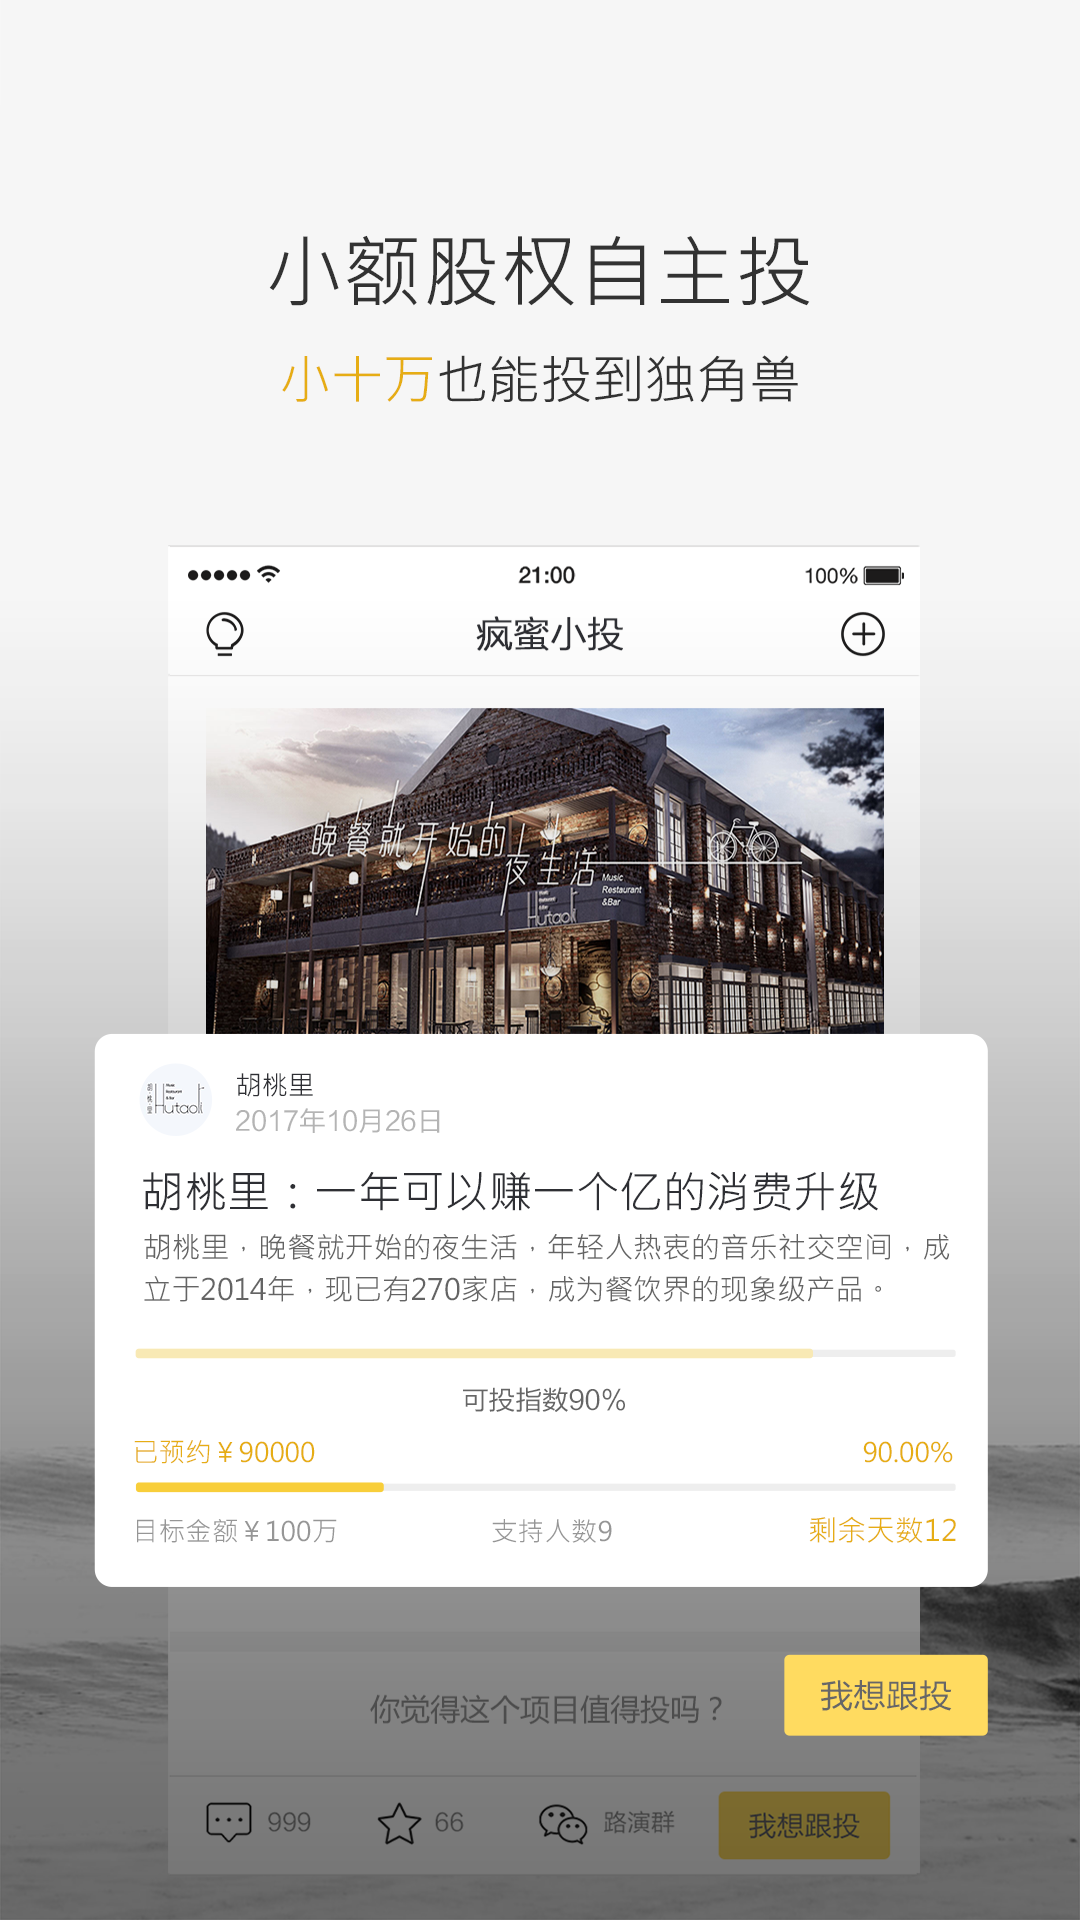 小额股权自主投
小十万也能投到独角兽
21:00
100%
疯蜜小投
晚餐就开始的
夜生活
Music
Restaurant
&Bar
Hutaoli
胡桃里
Music
Restaurant
&Bar
Hutaoli
胡桃里
2017年10月26日
胡桃里：一年可以赚一个亿的消费升级
胡桃里，晚餐就开始的夜生活，年轻人热衷的音乐社交空间，成
立于2014年，现已有270家店，成为餐饮界的现象级产品。
可投指数90%
已预约￥90000
90.00%
目标金额￥100万
支持人数9
剩余天数12
你觉得这个项目值得投吗？
我想跟投
999
66
路演群
我想跟投